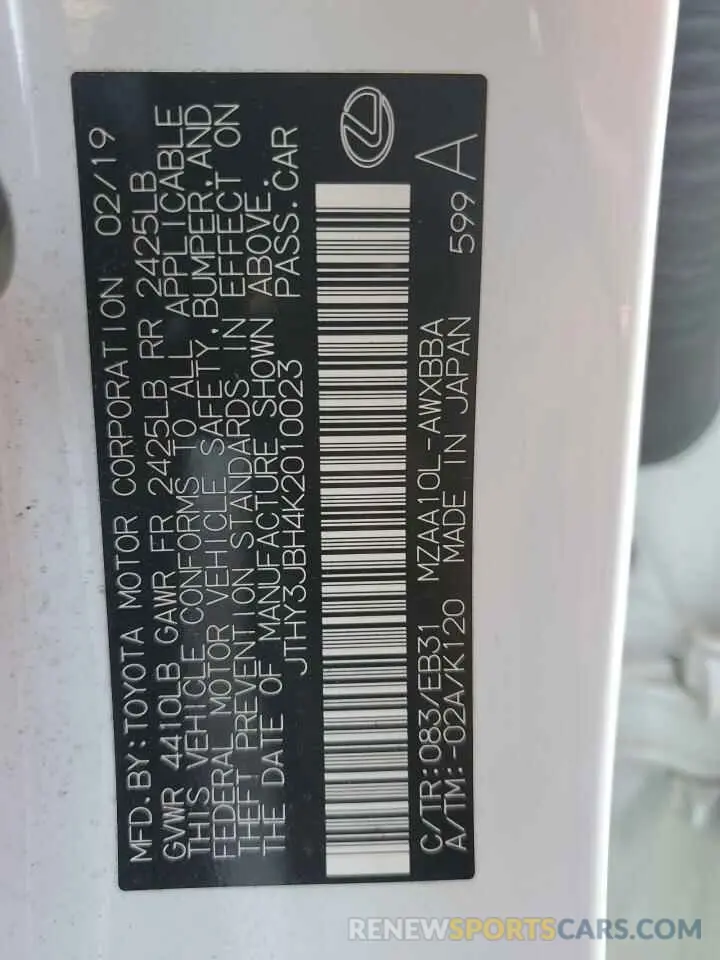 MFD.BY:TOYOTA MOTOR CORPORATION 02/19
GVWR 4410LB GAWR FR 2425LB RR 2425LB
THIS VEHICLE CONFORMS TO ALL APPLICABLE
FEDERAL MOTOR VEHICLE SAFETY,BUMPER,AND
THEFT PREVENTION STANDARDS IN EFFECT ON
THE DATE OF MANUFACTURE SHOWN ABOVE.
JTHY3JBH4K2010023 PASS.CAR
C/TR:083/EB31 MZAA10L-AWXBBA 599 A
A/TM:-02A/K120 MADE IN JAPAN
RENEWSPORTSCARS.COM